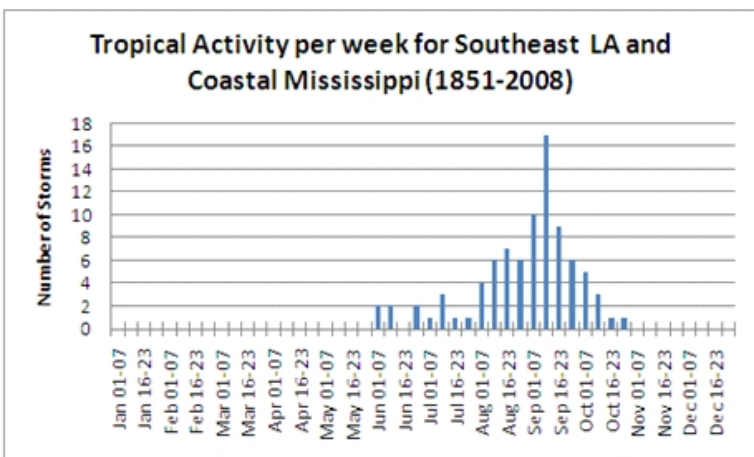 Tropical Activity per week for Southeast LA and
Coastal Mississippi (1851-2008)
Number of Storms
18
16
14
12
10
8
6
4
2
0
Jan 01-07
Jan 16-23
Feb 01-07
Feb 16-23
Mar 01-07
Mar 16-23
Apr 01-07
Apr 16-23
May 01-07
May 16-23
Jun 01-07
Jun 16-23
Jul 01-07
Jul 16-23
Aug 01-07
Aug 16-23
Sep 01-07
Sep 16-23
Oct 01-07
Oct 16-23
Nov 01-07
Nov 16-23
Dec 01-07
Dec 16-23